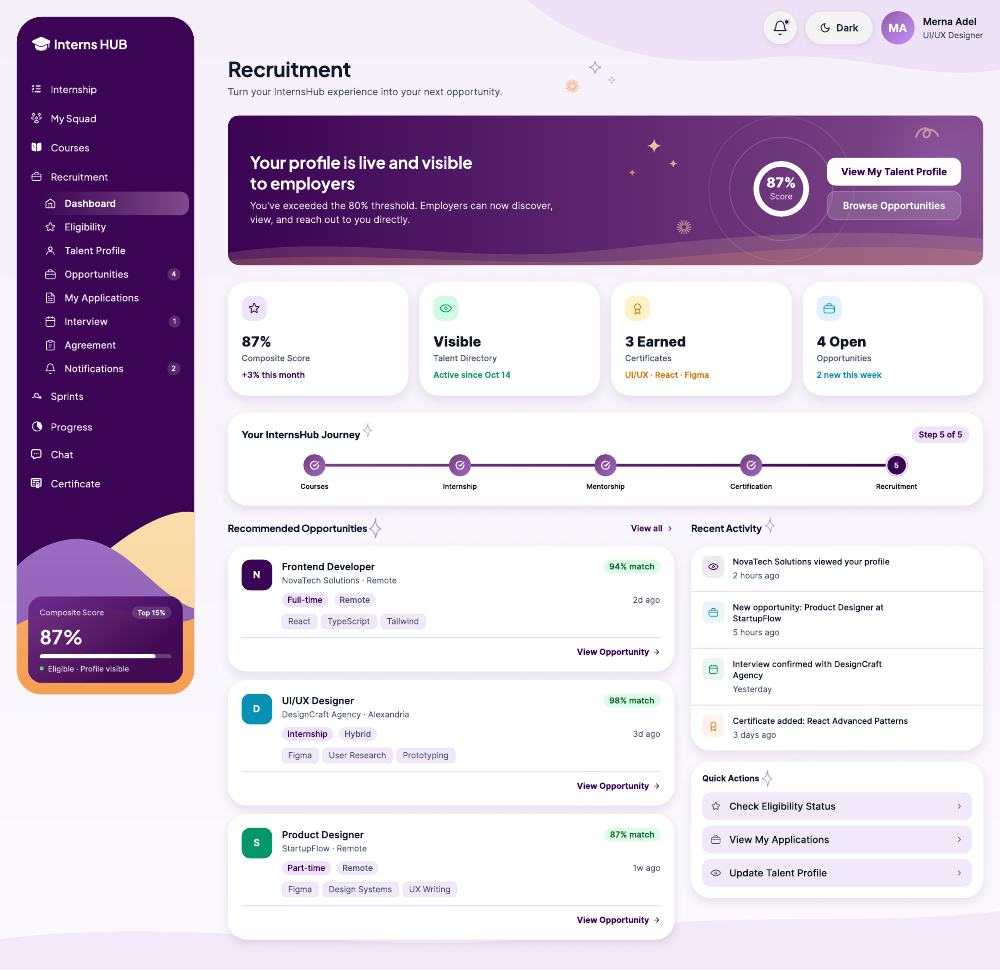 Interns HUB
Internship
My Squad
Courses
Recruitment
Dashboard
Eligibility
Talent Profile
Opportunities 4
My Applications
Interview 1
Agreement
Notifications 2
Sprints
Progress
Chat
Certificate
Composite Score Top 15%
87%
Eligible · Profile visible
Dark
MA
Merna Adel
UI/UX Designer
Recruitment
Turn your InternsHub experience into your next opportunity.
Your profile is live and visible
to employers
You've exceeded the 80% threshold. Employers can now discover,
view, and reach out to you directly.
87%
Score
View My Talent Profile
Browse Opportunities
87%
Composite Score
+3% this month
Visible
Talent Directory
Active since Oct 14
3 Earned
Certificates
UI/UX · React · Figma
4 Open
Opportunities
2 new this week
Your InternsHub Journey
Step 5 of 5
5
Courses
Internship
Mentorship
Certification
Recruitment
Recommended Opportunities
View all
N
Frontend Developer
94% match
NovaTech Solutions · Remote
Full-time Remote
2d ago
React TypeScript Tailwind
View Opportunity →
D
UI/UX Designer
98% match
DesignCraft Agency · Alexandria
Internship Hybrid
3d ago
Figma User Research Prototyping
View Opportunity →
S
Product Designer
87% match
StartupFlow · Remote
Part-time Remote
1w ago
Figma Design Systems UX Writing
View Opportunity →
Recent Activity
NovaTech Solutions viewed your profile
2 hours ago
New opportunity: Product Designer at
StartupFlow
5 hours ago
Interview confirmed with DesignCraft
Agency
Yesterday
Certificate added: React Advanced Patterns
3 days ago
Quick Actions
Check Eligibility Status
View My Applications
Update Talent Profile